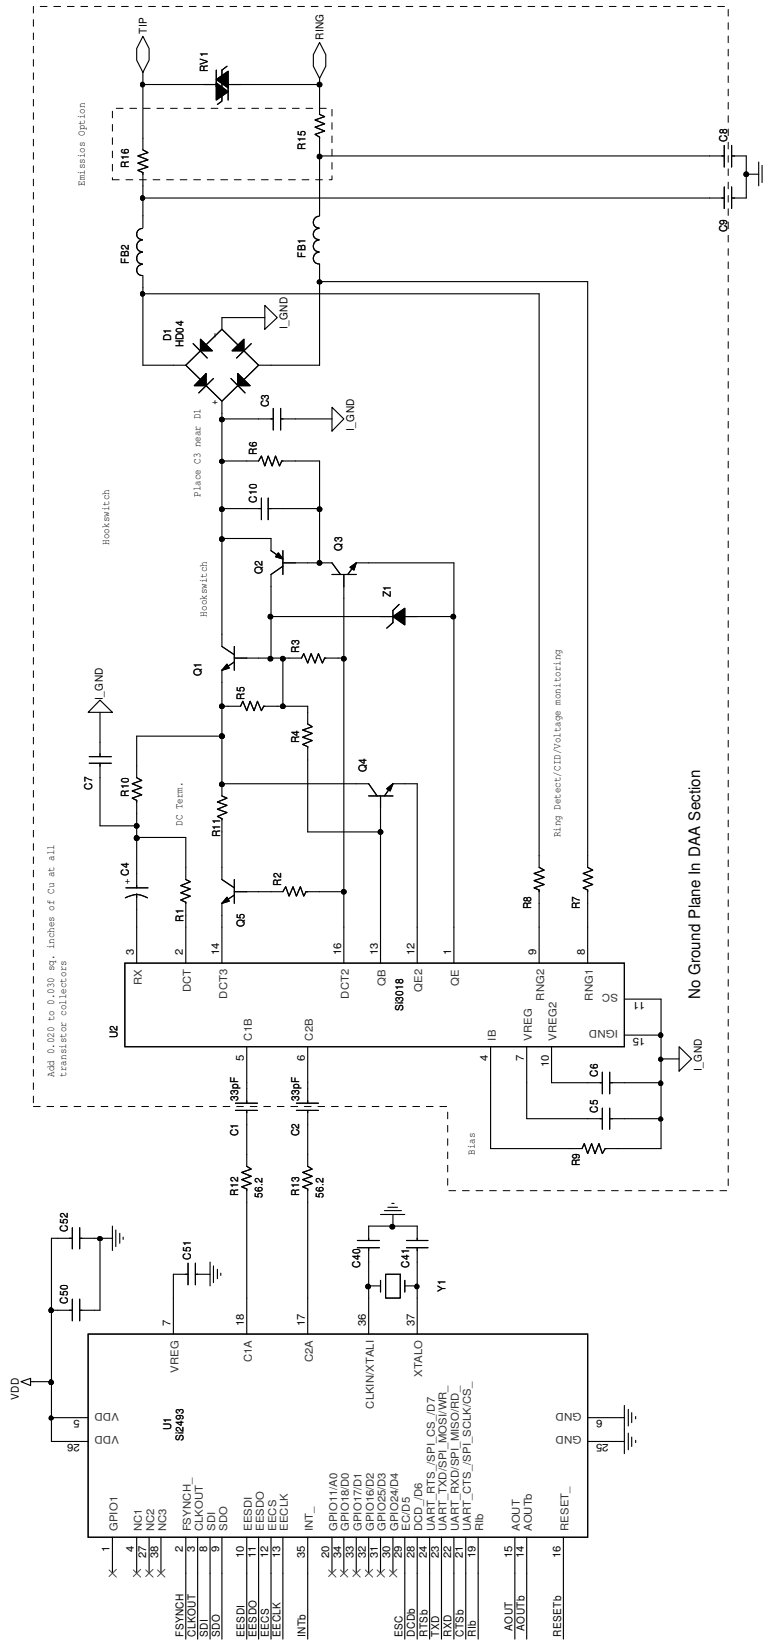 TIP
RING
RV1
Emissios Option
R16
R15
C8
C9
FB2
FB1
D1
HD04
-
+
I_GND
Place C3 near D1
C3
I_GND
R6
C10
Hookswitch
Q2
Q3
Hookswitch
Z1
Q1
R3
R5
R4
I_GND
C7
R10
DC Term.
R11
Q4
Ring Detect/CID/Voltage monitoring
+
C4
R1
Q5
R2
R8
R7
No Ground Plane In DAA Section
Add 0.020 to 0.030 sq. inches of Cu at all
transistor collectors
3
2
14
16
13
12
1
9
8
RX
DCT
DCT3
DCT2
QB
QE2
QE
RNG2
RNG1
U2
Si3018
SC
11
IGND
15
C1B
C2B
IB
VREG
VREG2
5
6
4
7
10
I_GND
C6
C5
R9
Bias
33pF
C1
33pF
C2
R12
56.2
R13
56.2
C52
C50
C51
C40
C41
Y1
VDD
7
18
17
36
37
VREG
C1A
C2A
CLKIN/XTALI
XTALO
5
VDD
26
VDD
U1
Si2493
GND
6
GND
25
GPIO1
NC1
NC2
NC3
FSYNCH_
CLKOUT
SDI
SDO
EESDI
EESDO
EECS
EECLK
INT_
GPIO11/A0
GPIO18/D0
GPIO17/D1
GPIO16/D2
GPIO25/D3
GPIO24/D4
EC/D5
DCD_/D6
UART_RTS_/SPI_CS_/D7
UART_TXD/SPI_MOSI/WR_
UART_RXD/SPI_MISO/RD_
UART_CTS_/SPI_SCLK/CS_
RIb
AOUT
AOUTb
RESET_
1
4
27
38
2
3
8
9
10
11
12
13
35
20
34
33
32
31
30
29
28
24
23
22
21
19
15
14
16
FSYNCH
CLKOUT
SDI
SDO
EESDI
EESDO
EECS
EECLK
INTb
ESC
DCDb
RTSb
TXD
RXD
CTSb
RIb
AOUT
AOUTb
RESETb